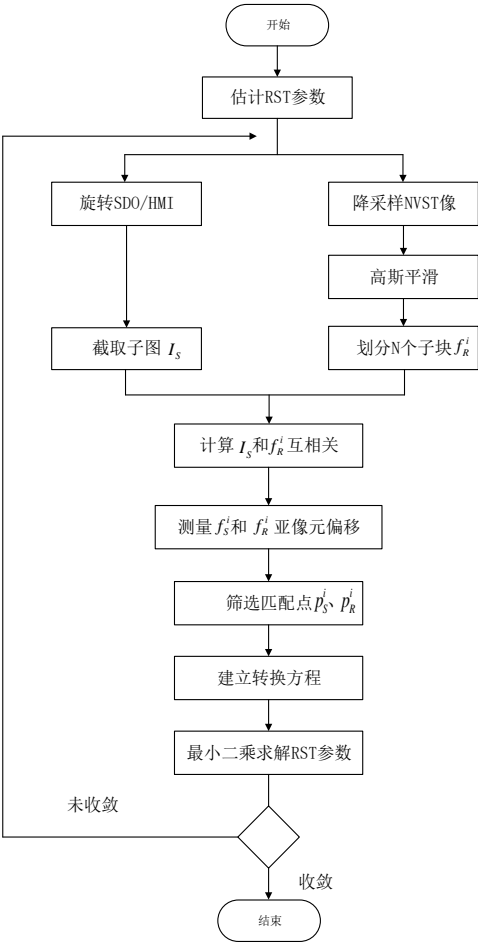 开始
估计RST参数
旋转SDO/HMI
降采样NVST像
高斯平滑
截取子图 I_S
划分N个子块 f_R^i
计算 I_S和f_R^i互相关
测量 f_S^i和 f_R^i 亚像元偏移
筛选匹配点p_S^i、p_R^i
建立转换方程
最小二乘求解RST参数
未收敛
收敛
结束